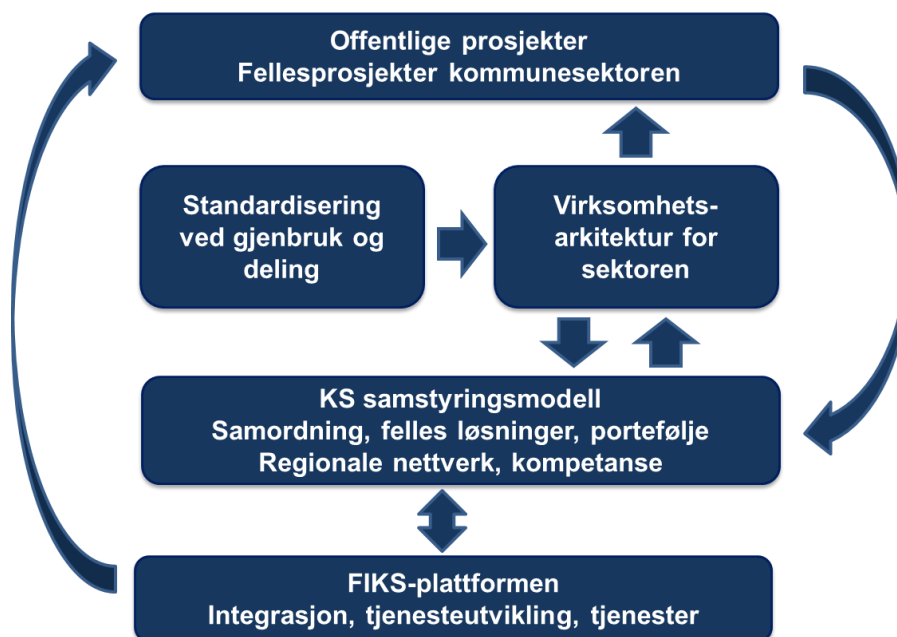 Offentlige prosjekter
Fellesprosjekter kommunesektoren
Standardisering
ved gjenbruk og
deling
Virksomhets-
arkitektur for
sektoren
KS samstyringsmodell
Samordning, felles løsninger, portefølje
Regionale nettverk, kompetanse
FIKS-plattformen
Integrasjon, tjenesteutvikling, tjenester